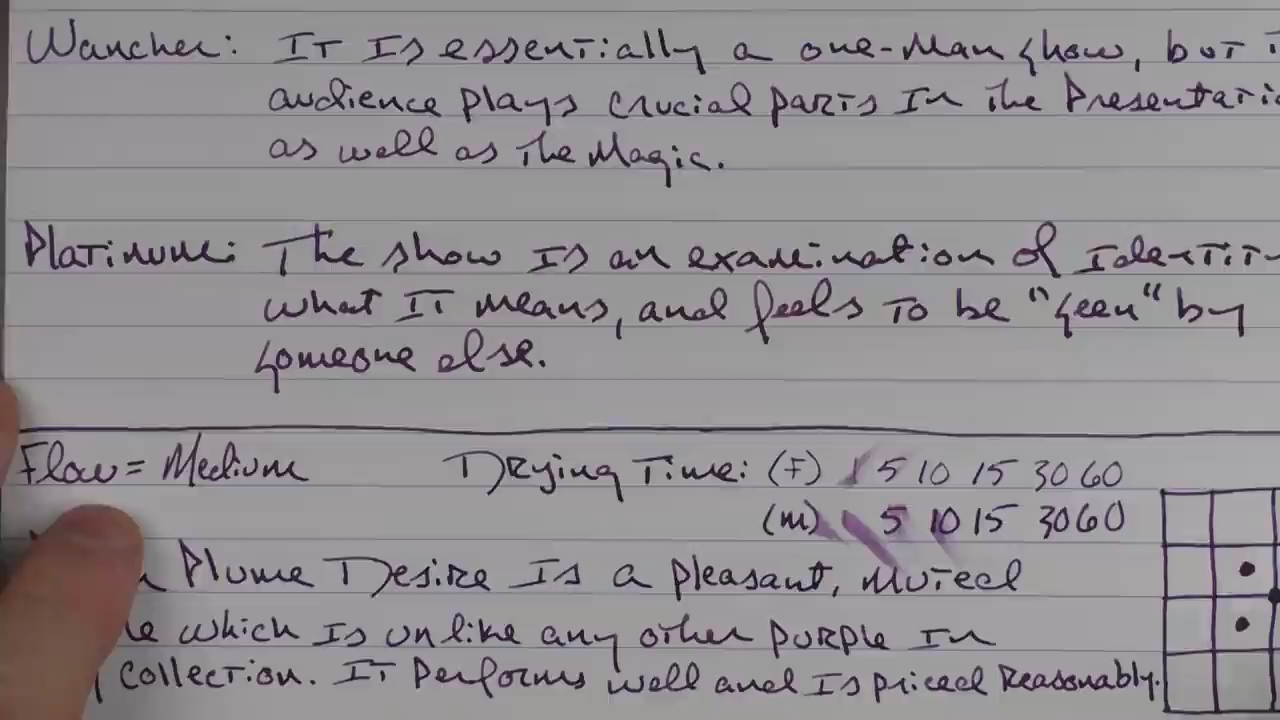 Wancher: It Is essentially a one-Man show, but
audience plays crucial parts In the
as well as The Magic.
Platinum: The show Is an examination of
what It means, and feels To be "seen" by
someone else.
Flow = Medium Drying Time: (F) 1 5 10 15 30 60
(m) 1 5 10 15 30 60
Plume Desire Is a pleasant, muted
which Is unlike any other purple In
collection. It Performs well and Is priced Reasonably.